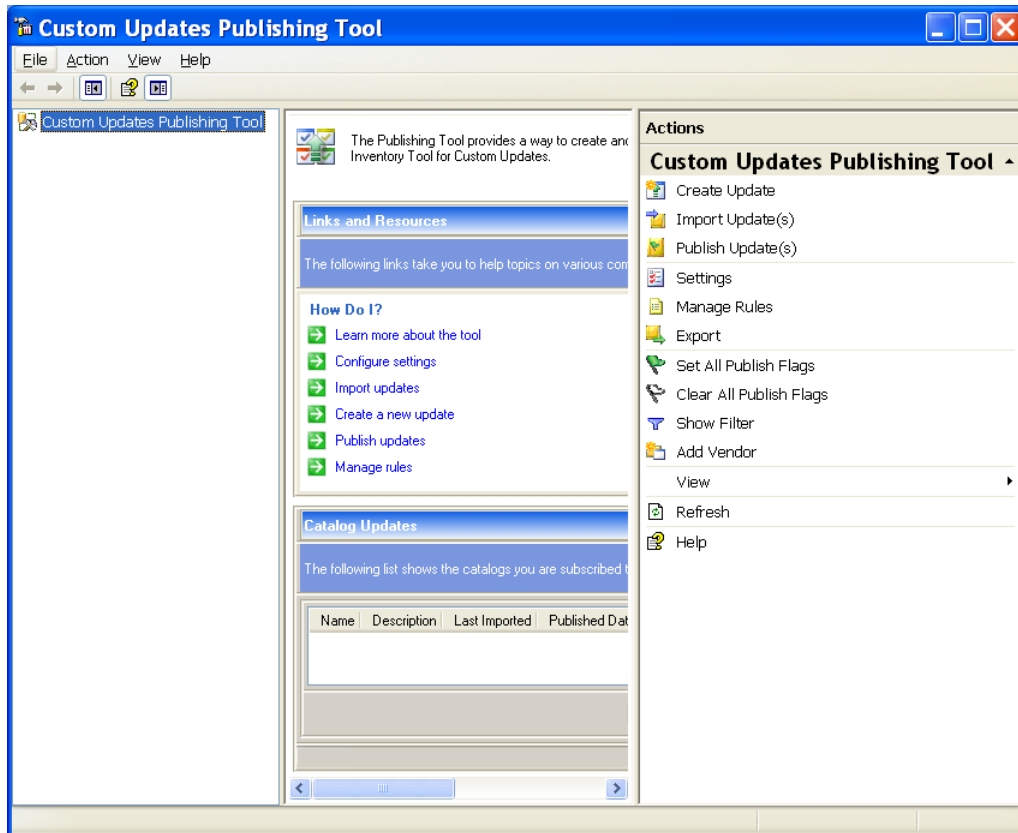 Custom Updates Publishing Tool
File Action View Help
Custom Updates Publishing Tool
The Publishing Tool provides a way to create and
Inventory Tool for Custom Updates.
Links and Resources
The following links take you to help topics on various com
How Do I?
Learn more about the tool
Configure settings
Import updates
Create a new update
Publish updates
Manage rules
Catalog Updates
The following list shows the catalogs you are subscribed t
Name Description Last Imported Published Dat
Actions
Custom Updates Publishing Tool
Create Update
Import Update(s)
Publish Update(s)
Settings
Manage Rules
Export
Set All Publish Flags
Clear All Publish Flags
Show Filter
Add Vendor
View
Refresh
Help